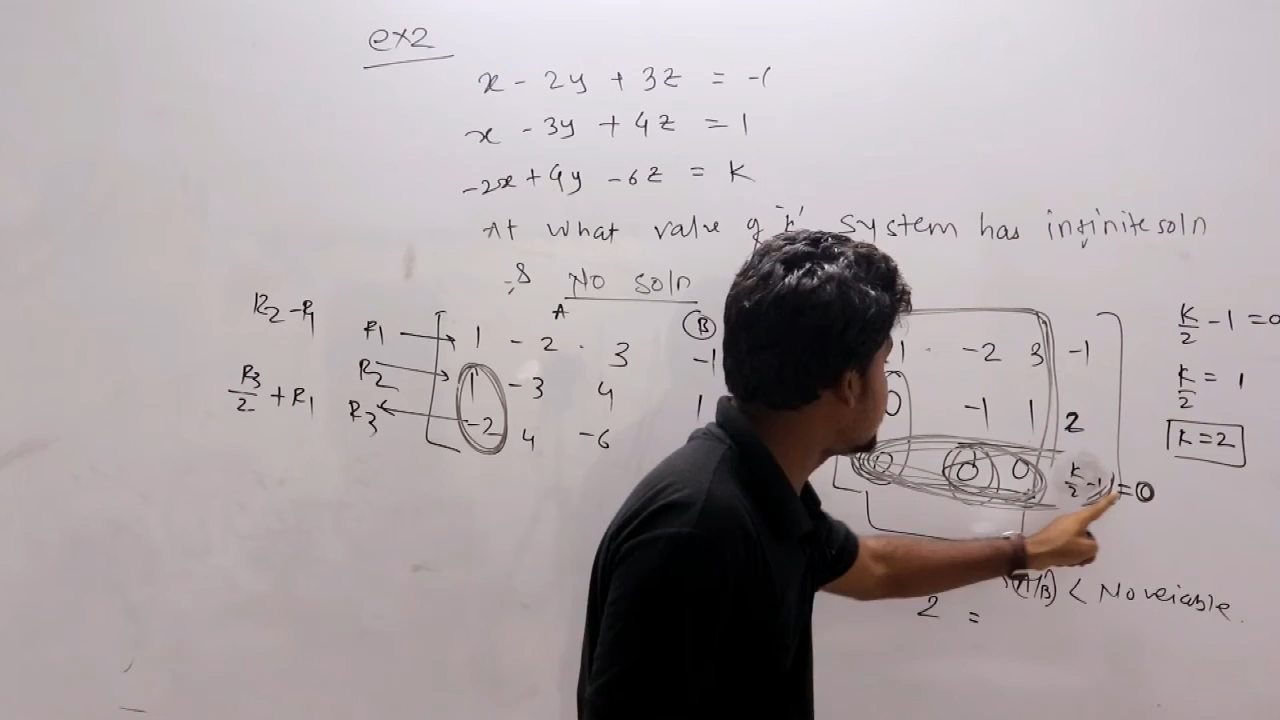 ex2
x - 2y + 3z = -1
x - 3y + 4z = 1
-2x + 4y - 6z = K
At what value of 'k' system has infinite soln
& No soln
A B
R2 - R1
R3/2 + R1
R1 → 1 -2 3 -1
R2 → 1 -3 4 1
R3 ← -2 4 -6
1 -2 3 -1
0 -1 1 2
0 0 0 K/2 -1 = 0
K/2 - 1 = 0
K/2 = 1
K = 2
(A/B) < No veiable
2 =